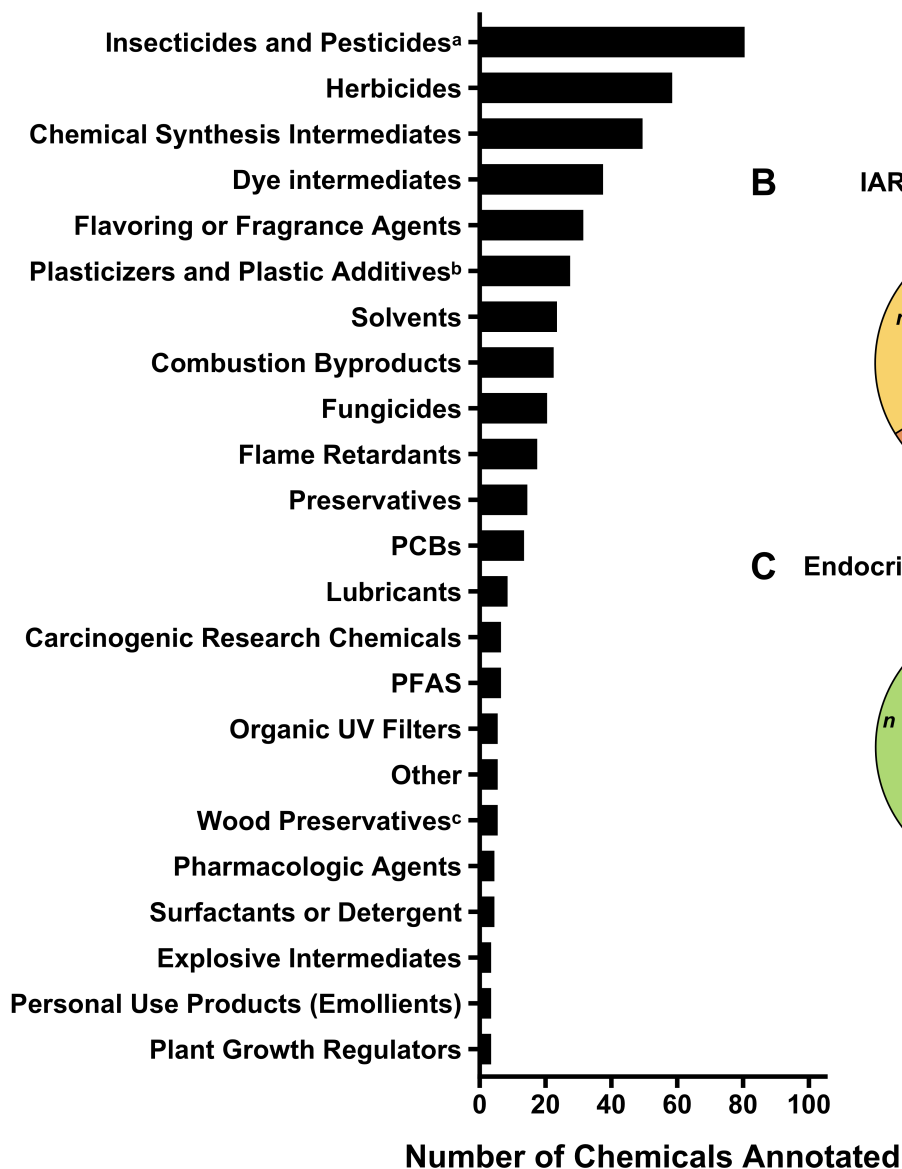 Insecticides and Pesticidesᵃ
Herbicides
Chemical Synthesis Intermediates
Dye intermediates
B IAR
Flavoring or Fragrance Agents
Plasticizers and Plastic Additivesᵇ
Solvents
Combustion Byproducts
Fungicides
Flame Retardants
Preservatives
PCBs
C Endocri
Lubricants
Carcinogenic Research Chemicals
PFAS
n
Organic UV Filters
Other
Wood Preservativesᶜ
Pharmacologic Agents
Surfactants or Detergent
Explosive Intermediates
Personal Use Products (Emollients)
Plant Growth Regulators
0 20 40 60 80 100
Number of Chemicals Annotated